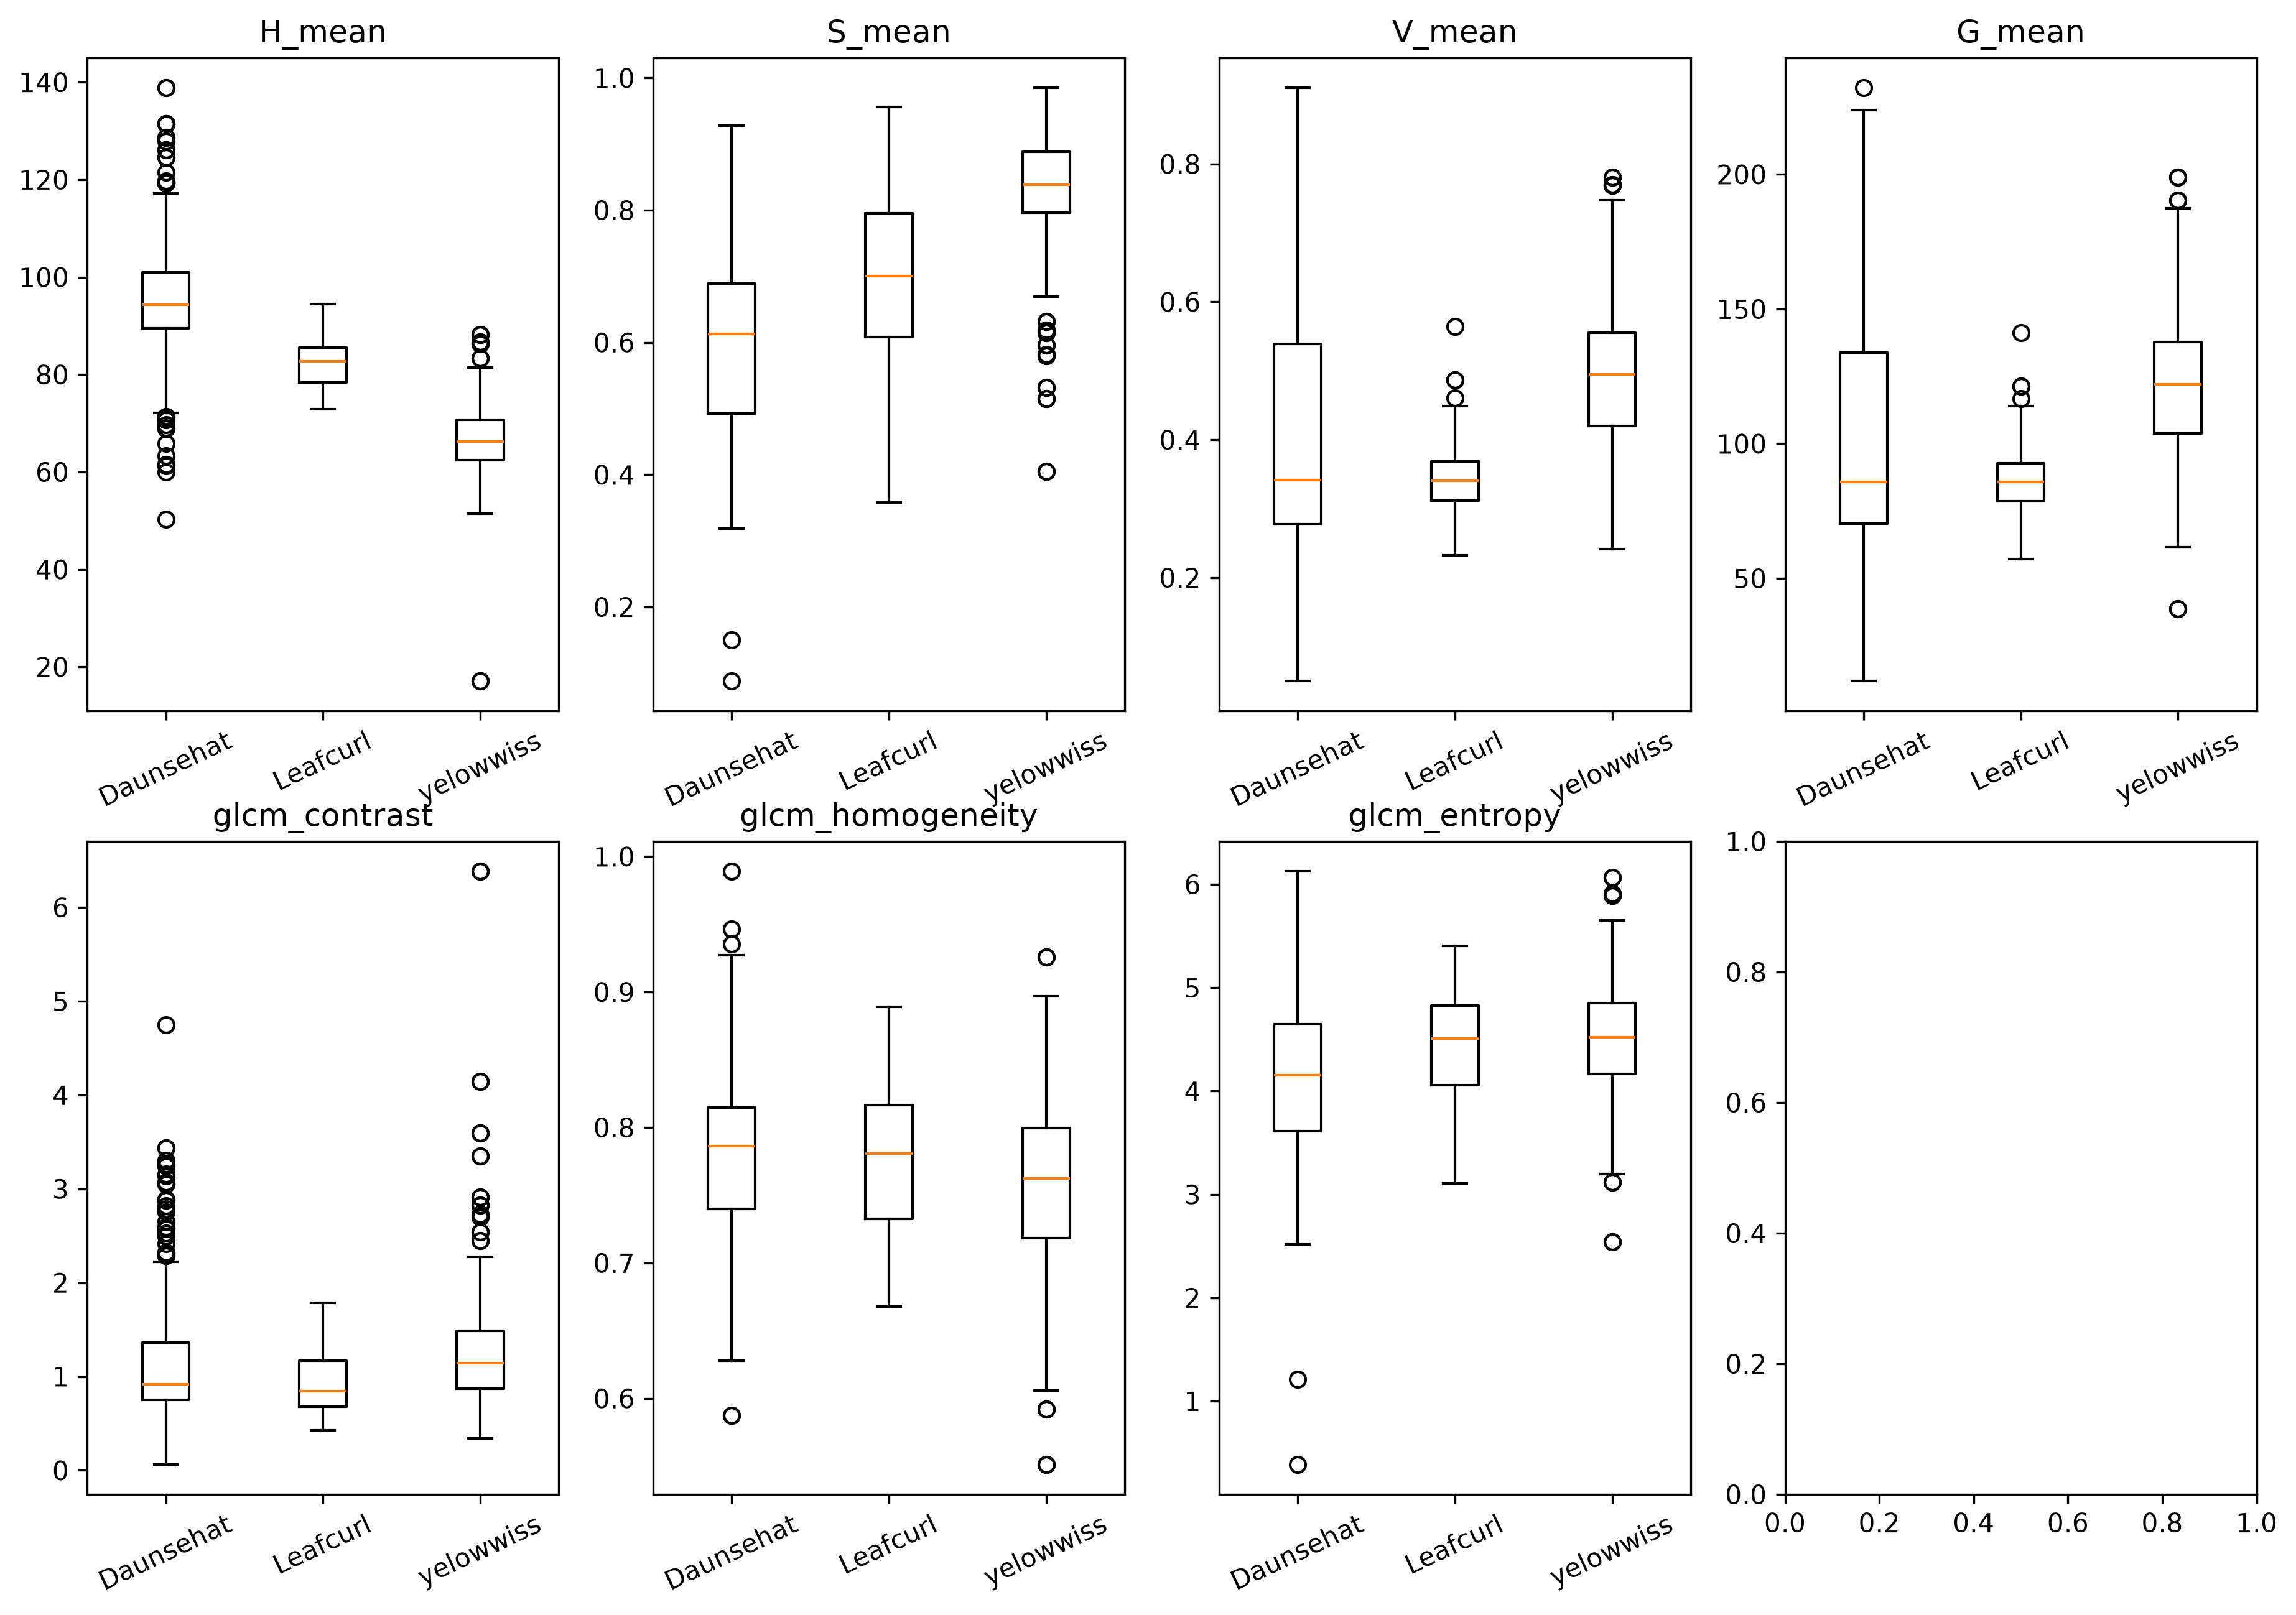 H_mean
S_mean
V_mean
G_mean
140
120
100
80
60
40
20
Daunsehat
Leafcurl
yelowwiss
1.0
0.8
0.6
0.4
0.2
Daunsehat
Leafcurl
yelowwiss
0.8
0.6
0.4
0.2
Daunsehat
Leafcurl
yelowwiss
200
150
100
50
Daunsehat
Leafcurl
yelowwiss
glcm_contrast
glcm_homogeneity
glcm_entropy
6
5
4
3
2
1
0
Daunsehat
Leafcurl
yelowwiss
1.0
0.9
0.8
0.7
0.6
Daunsehat
Leafcurl
yelowwiss
6
5
4
3
2
1
Daunsehat
Leafcurl
yelowwiss
1.0
0.8
0.6
0.4
0.2
0.0
0.0 0.2 0.4 0.6 0.8 1.0